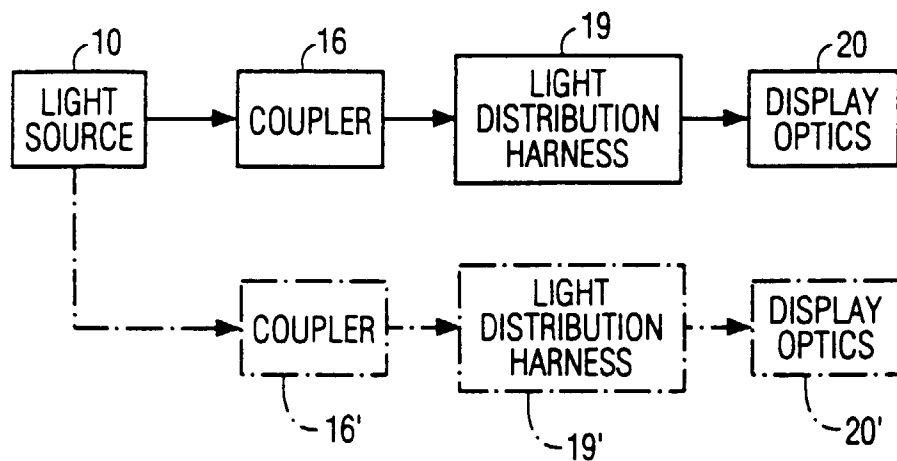 10
16
19
20
LIGHT
SOURCE
COUPLER
LIGHT
DISTRIBUTION
HARNESS
DISPLAY
OPTICS
COUPLER
LIGHT
DISTRIBUTION
HARNESS
DISPLAY
OPTICS
16'
19'
20'